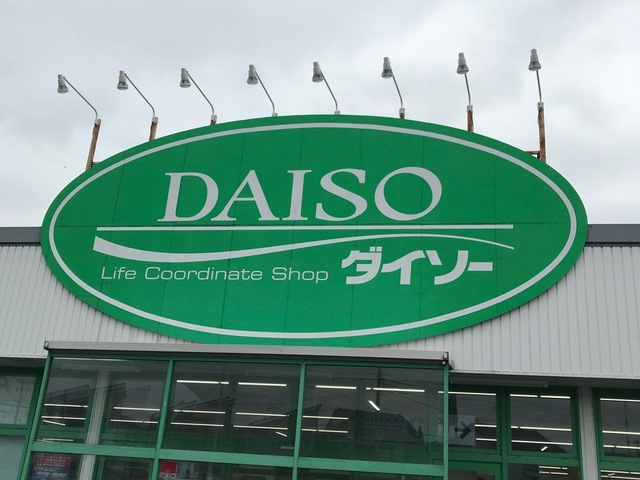 DAISO
Life Coordinate Shop ダイソー